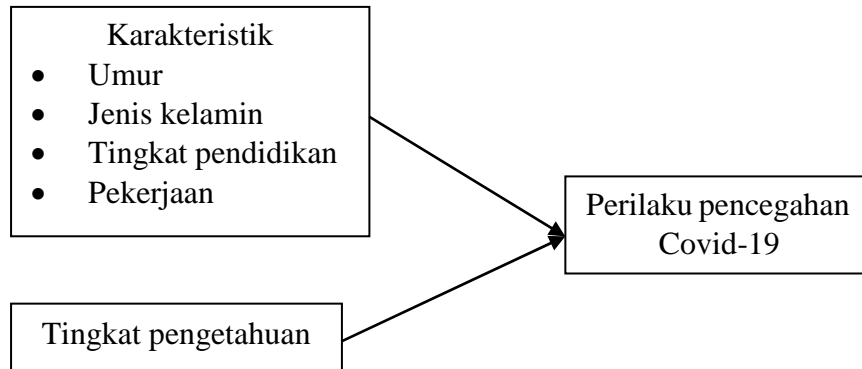 Karakteristik
• Umur
• Jenis kelamin
• Tingkat pendidikan
• Pekerjaan
Perilaku pencegahan
Covid-19
Tingkat pengetahuan